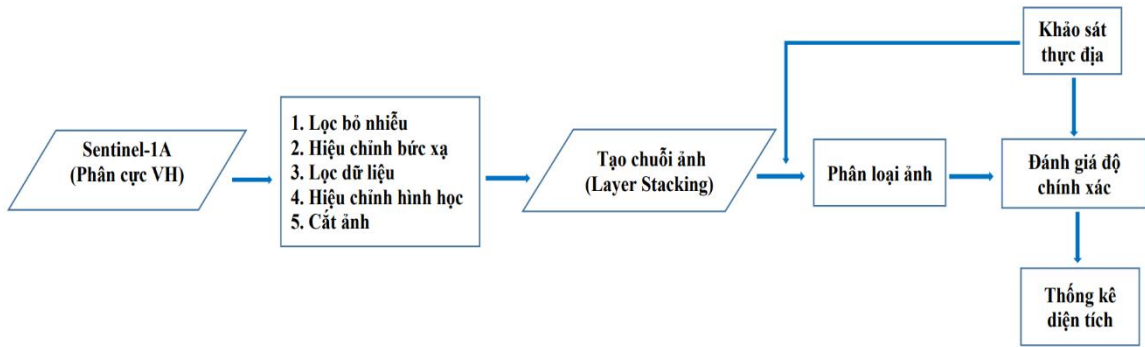 Khảo sát
thực địa
Sentinel-1A
(Phân cực VH)
1. Lọc bỏ nhiễu
2. Hiệu chỉnh bức xạ
3. Lọc dữ liệu
4. Hiệu chỉnh hình học
5. Cắt ảnh
Tạo chuỗi ảnh
(Layer Stacking)
Phân loại ảnh
Đánh giá độ
chính xác
Thống kê
diện tích